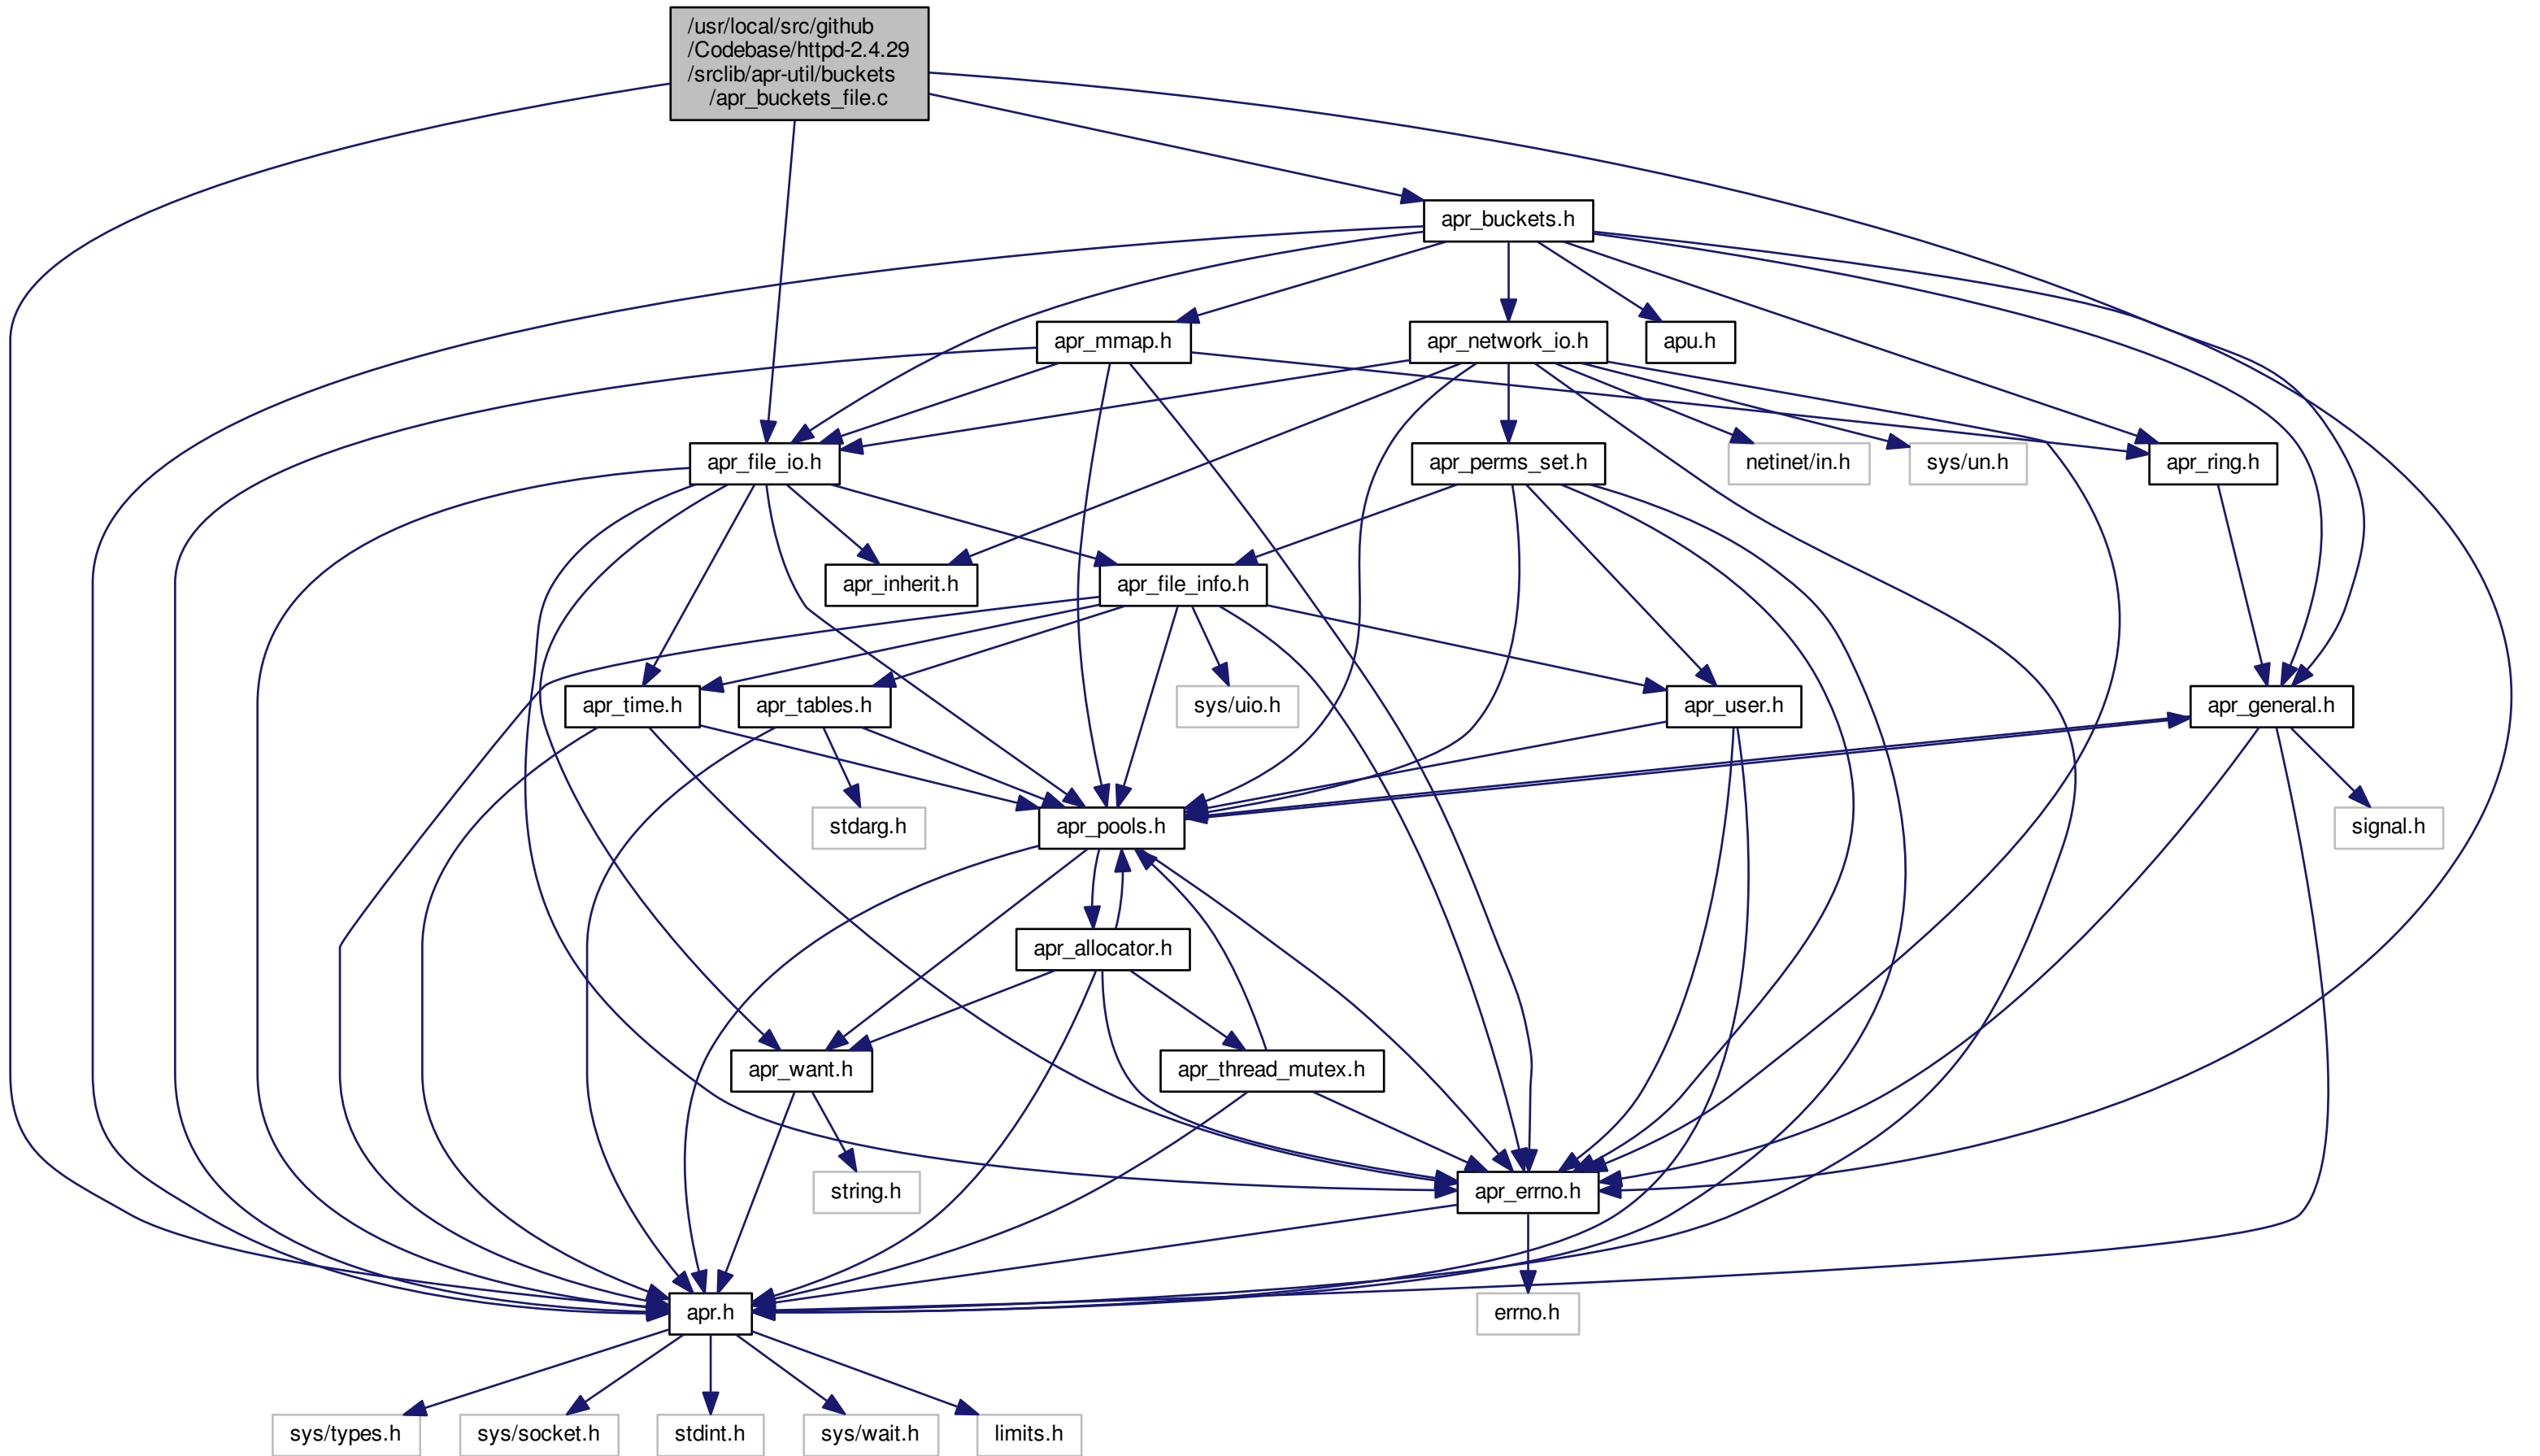 /usr/local/src/github
/Codebase/httpd-2.4.29
/srclib/apr-util/buckets
/apr_buckets_file.c
apr_buckets.h
apr_mmap.h
apr_network_io.h
apu.h
apr_file_io.h
apr_perms_set.h
netinet/in.h
sys/un.h
apr_ring.h
apr_inherit.h
apr_file_info.h
apr_time.h
apr_tables.h
sys/uio.h
apr_user.h
apr_general.h
stdarg.h
apr_pools.h
signal.h
apr_allocator.h
apr_want.h
apr_thread_mutex.h
string.h
apr_errno.h
apr.h
errno.h
sys/types.h
sys/socket.h
stdint.h
sys/wait.h
limits.h